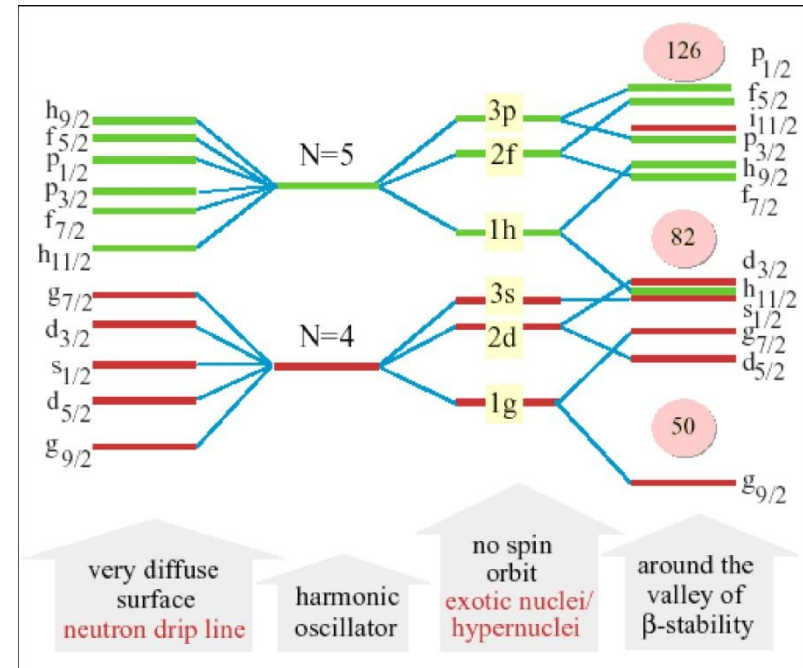 h9/2
f5/2
p1/2
p3/2
f7/2
h11/2
g7/2
d3/2
s1/2
d5/2
g9/2
N=5
N=4
3p
2f
1h
3s
2d
1g
126
82
50
p1/2
f5/2
i11/2
p3/2
h9/2
f7/2
d3/2
h11/2
s1/2
g7/2
d5/2
g9/2
very diffuse
surface
neutron drip line
harmonic
oscillator
no spin
orbit
exotic nuclei/
hypernuclei
around the
valley of
β-stability